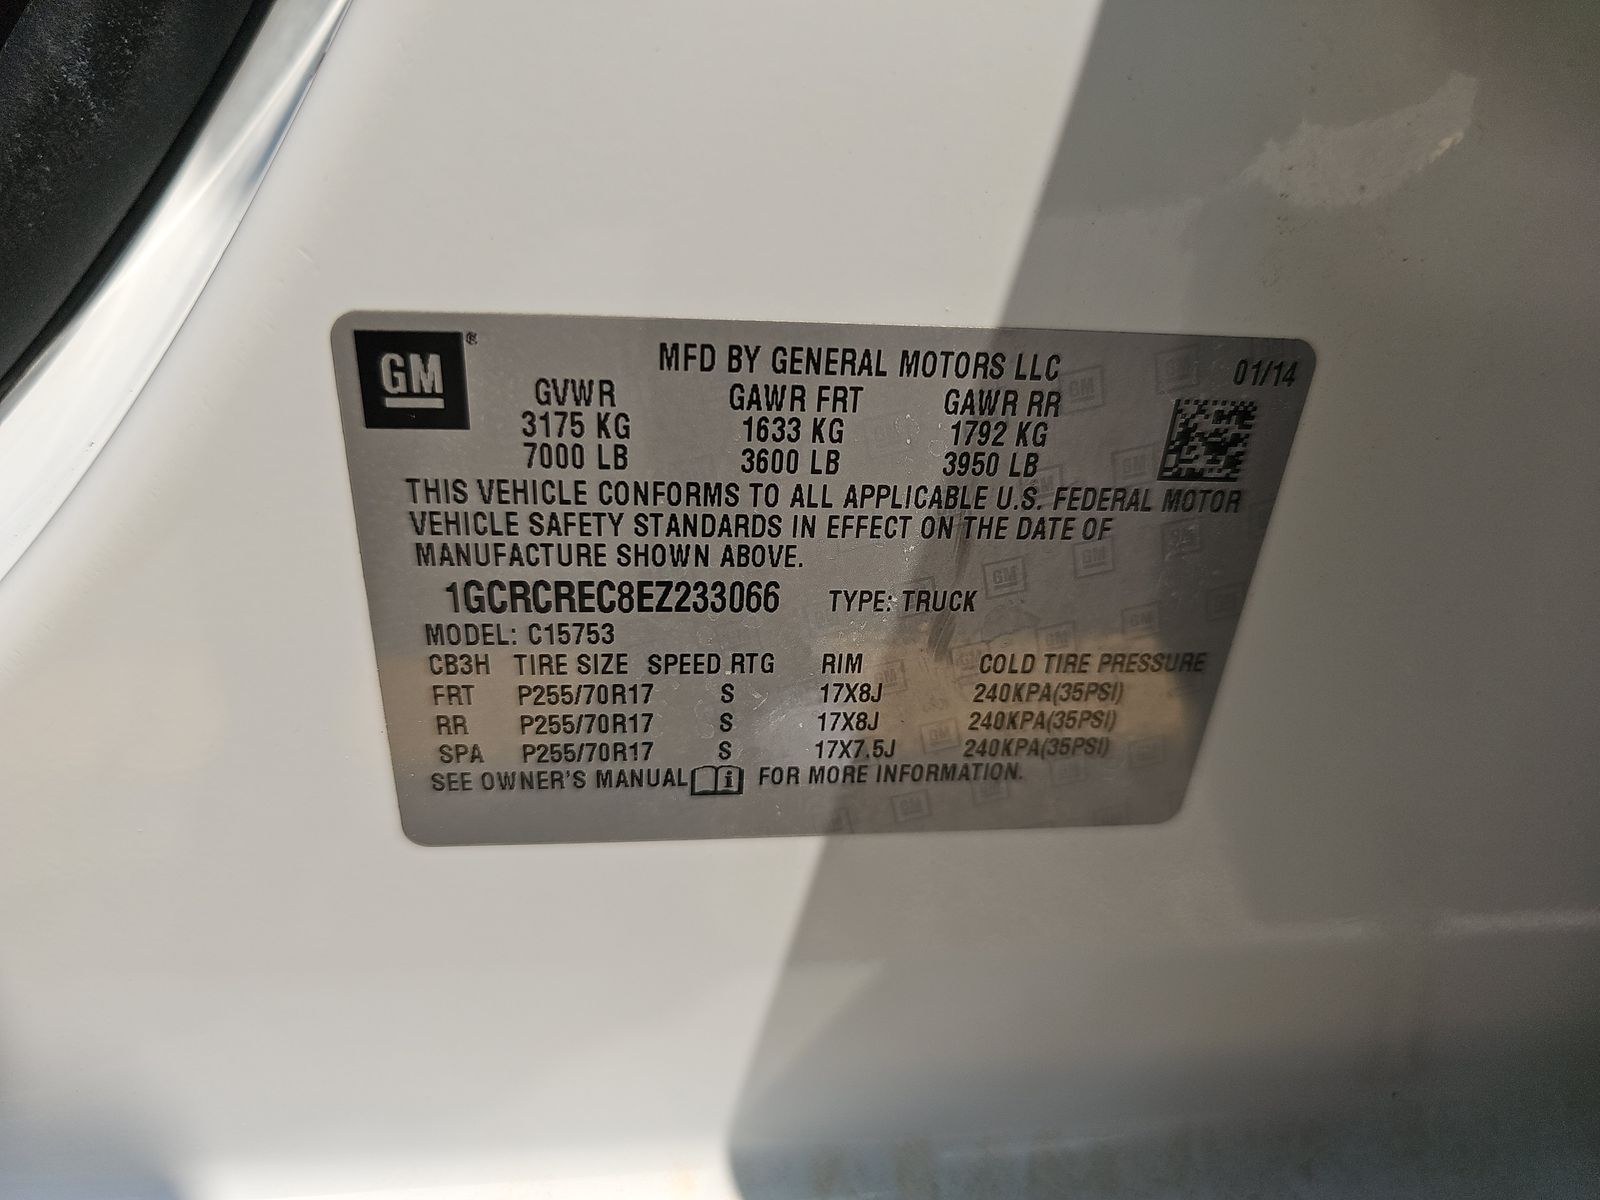 GM®
MFD BY GENERAL MOTORS LLC 01/14
GVWR GAWR FRT GAWR RR
3175 KG 1633 KG 1792 KG
7000 LB 3600 LB 3950 LB
THIS VEHICLE CONFORMS TO ALL APPLICABLE U.S. FEDERAL MOTOR
VEHICLE SAFETY STANDARDS IN EFFECT ON THE DATE OF
MANUFACTURE SHOWN ABOVE.
1GCRCREC8EZ233066 TYPE: TRUCK
MODEL: C15753
CB3H TIRE SIZE SPEED RTG RIM COLD TIRE PRESSURE
FRT P255/70R17 S 17X8J 240KPA(35PSI)
RR P255/70R17 S 17X8J 240KPA(35PSI)
SPA P255/70R17 S 17X7.5J 240KPA(35PSI)
SEE OWNER'S MANUAL i FOR MORE INFORMATION.